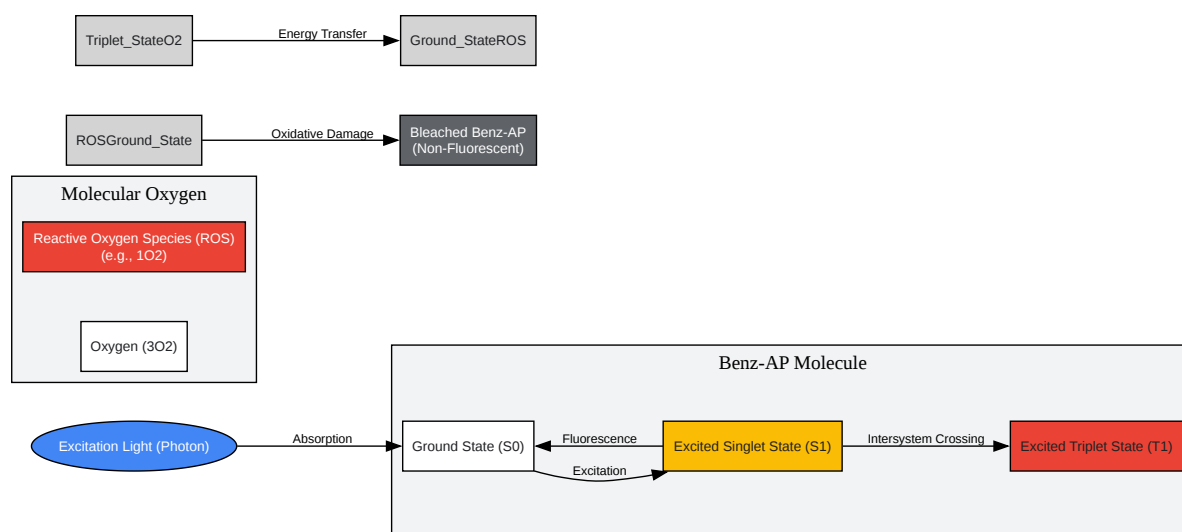 Triplet_StateO2
Energy Transfer
Ground_StateROS
ROSGround_State
Oxidative Damage
Bleached Benz-AP
(Non-Fluorescent)
Molecular Oxygen
Reactive Oxygen Species (ROS)
(e.g., 1O2)
Oxygen (3O2)
Benz-AP Molecule
Excitation Light (Photon)
Absorption
Ground State (S0)
Fluorescence
Excitation
Excited Singlet State (S1)
Intersystem Crossing
Excited Triplet State (T1)